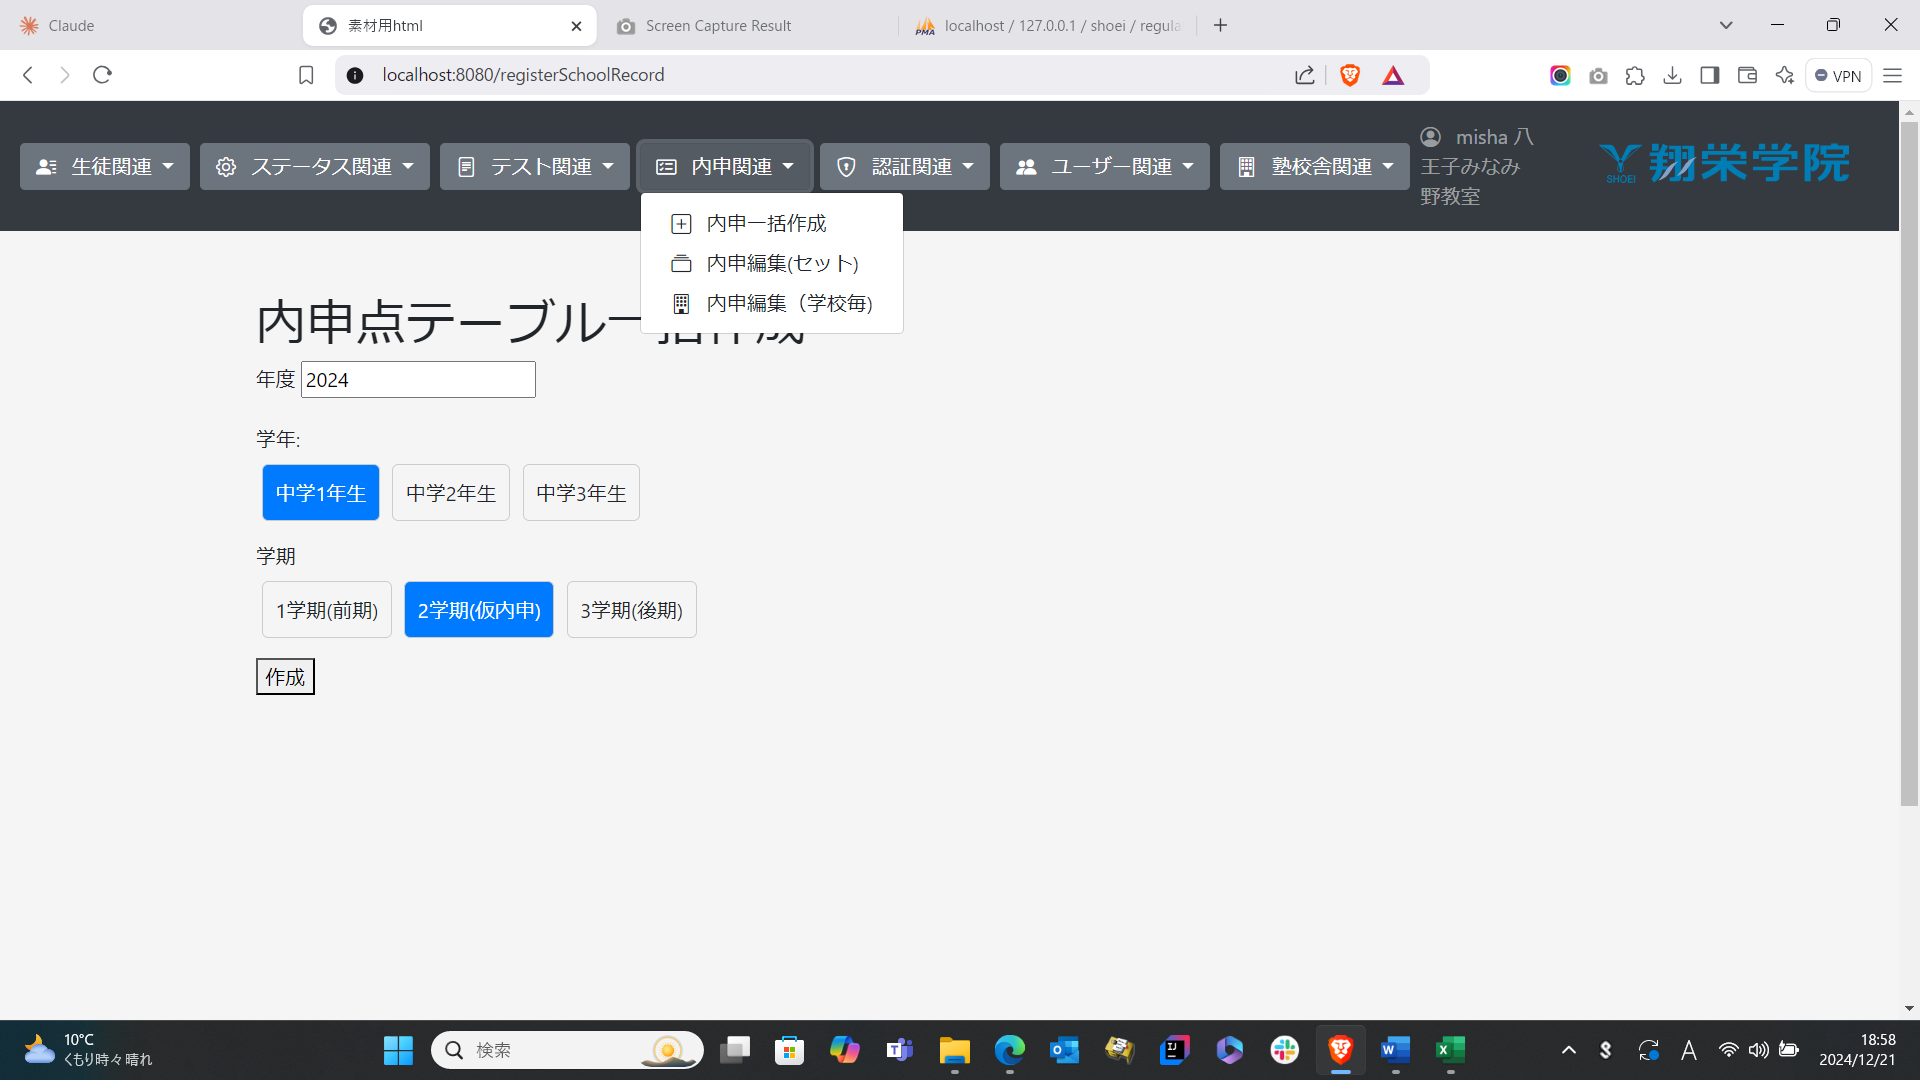 Claude
素材用html
Screen Capture Result
localhost / 127.0.0.1 / shoei / regula
localhost:8080/registerSchoolRecord
VPN
生徒関連
ステータス関連
テスト関連
内申関連
認証関連
ユーザー関連
塾校舎関連
misha 八
王子みなみ
野教室
SHOEI
翔栄学院
内申一括作成
内申編集(セット)
内申編集（学校毎)
内申点テーブル一括作成
年度 2024
学年:
中学1年生
中学2年生
中学3年生
学期
1学期(前期)
2学期(仮内申)
3学期(後期)
作成
10°C
くもり時々晴れ
検索
A
18:58
2024/12/21